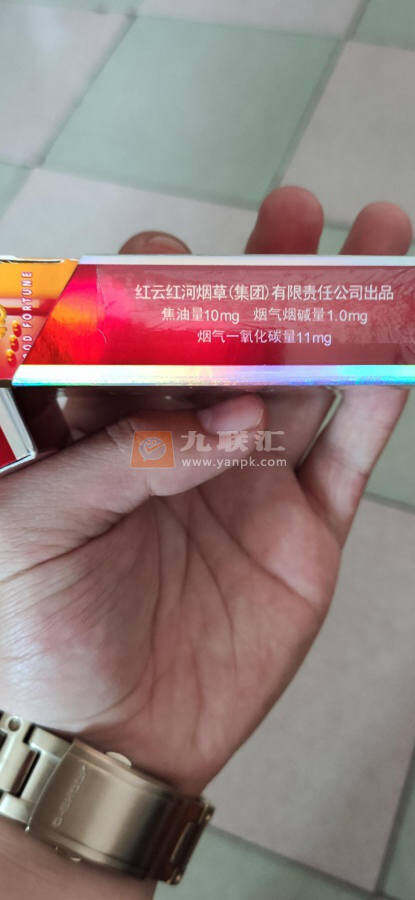 OOD FORTUNE
红云红河烟草(集团)有限责任公司出品
焦油量10mg 烟气烟碱量1.0mg
烟气一氧化碳量11mg
九联汇
www.yanpk.com